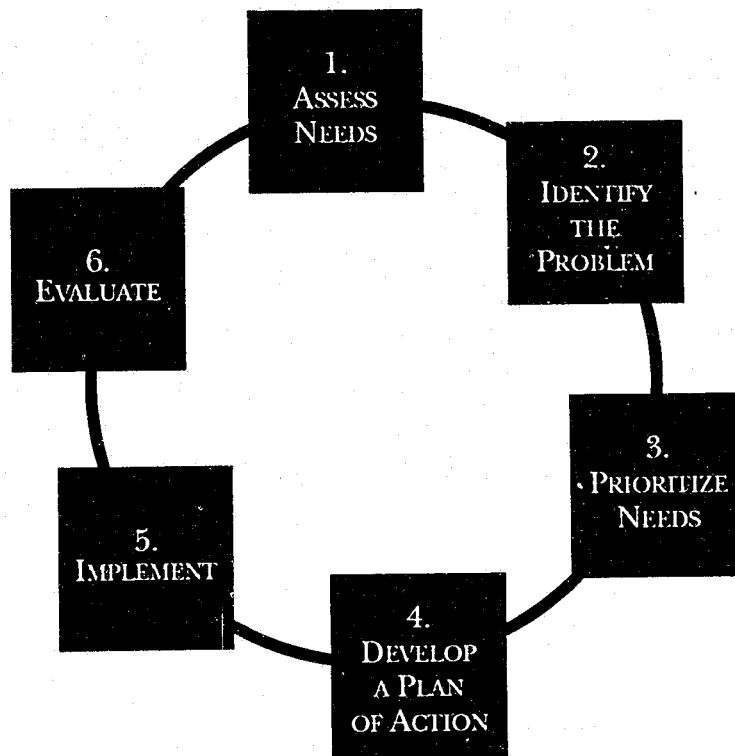 1.
ASSESS
NEEDS
2.
IDENTIFY
THE
PROBLEM
3.
PRIORITIZE
NEEDS
4.
DEVELOP
A PLAN
OF ACTION
5.
IMPLEMENT
6.
EVALUATE